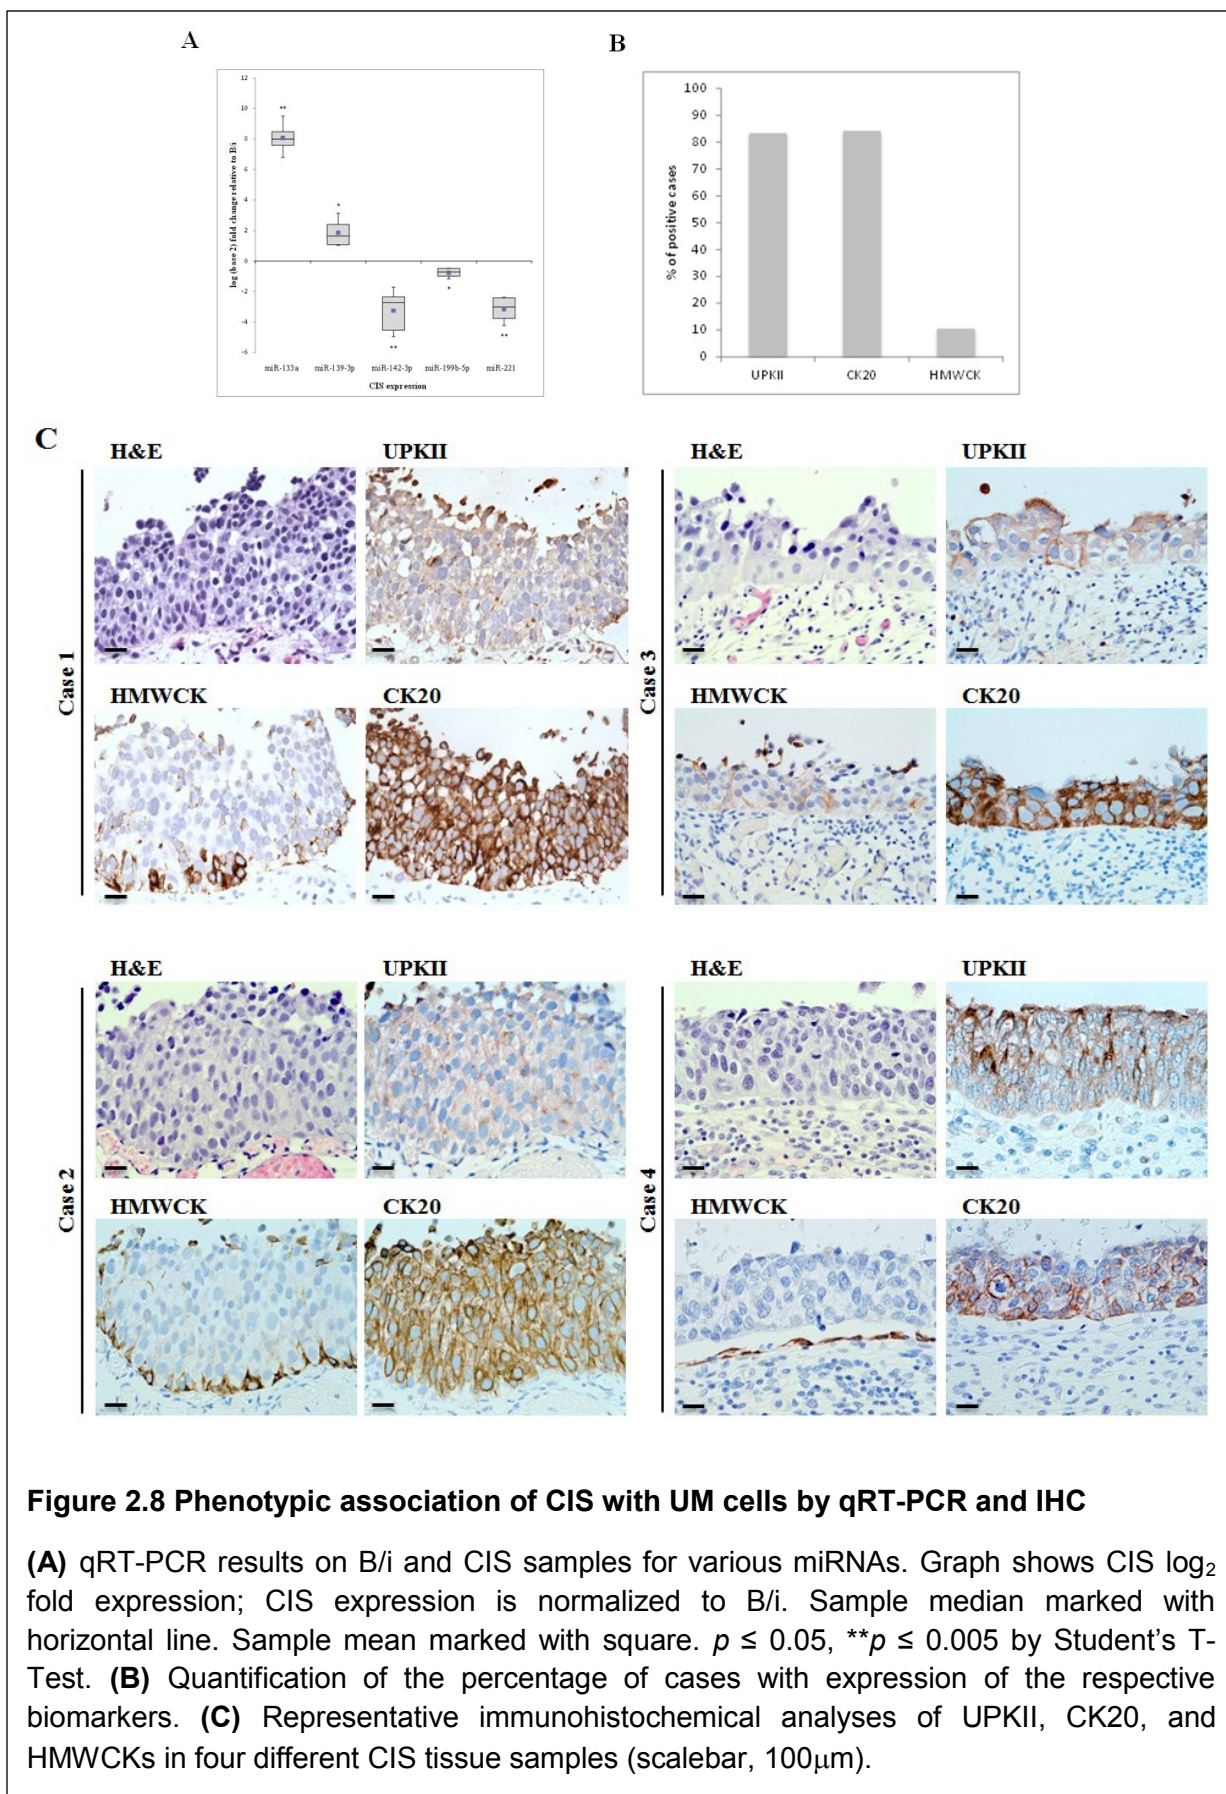 A
12
10
8
6
4
2
0
-2
-4
-6
log (base 2) fold change relative to B/i
**
*
**
*
**
miR-133a miR-139-3p miR-142-3p miR-199b-5p miR-221
CIS expression
B
100
90
80
70
60
50
40
30
20
10
0
% of positive cases
UPKII CK20 HMWCK
C
Case 1
H&E UPKII
HMWCK CK20
Case 3
H&E UPKII
HMWCK CK20
Case 2
H&E UPKII
HMWCK CK20
Case 4
H&E UPKII
HMWCK CK20
Figure 2.8 Phenotypic association of CIS with UM cells by qRT-PCR and IHC
(A) qRT-PCR results on B/i and CIS samples for various miRNAs. Graph shows CIS log₂
fold expression; CIS expression is normalized to B/i. Sample median marked with
horizontal line. Sample mean marked with square. p ≤ 0.05, **p ≤ 0.005 by Student's T-
Test. (B) Quantification of the percentage of cases with expression of the respective
biomarkers. (C) Representative immunohistochemical analyses of UPKII, CK20, and
HMWCKs in four different CIS tissue samples (scalebar, 100μm).